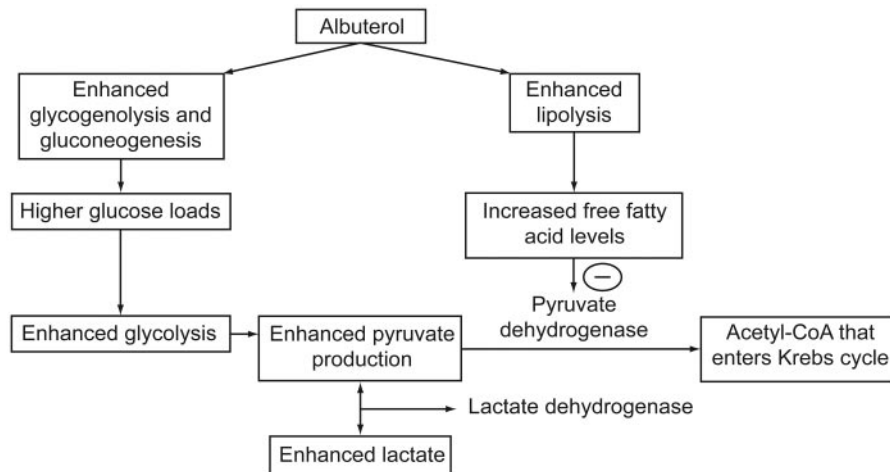 Albuterol
Enhanced
glycogenolysis and
gluconeogenesis
Enhanced
lipolysis
Higher glucose loads
Increased free fatty
acid levels
−
Pyruvate
dehydrogenase
Enhanced glycolysis
Enhanced pyruvate
production
Acetyl-CoA that
enters Krebs cycle
Lactate dehydrogenase
Enhanced lactate